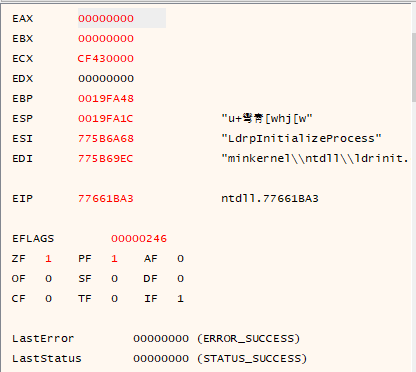 EAX 00000000
EBX 00000000
ECX CF430000
EDX 00000000
EBP 0019FA48
ESP 0019FA1C "u+骛青[whj[w"
ESI 775B6A68 "LdrpInitializeProcess"
EDI 775B69EC "minkernel\\ntdll\\ldrinit.
EIP 77661BA3 ntdll.77661BA3
EFLAGS 00000246
ZF 1 PF 1 AF 0
OF 0 SF 0 DF 0
CF 0 TF 0 IF 1
LastError 00000000 (ERROR_SUCCESS)
LastStatus 00000000 (STATUS_SUCCESS)